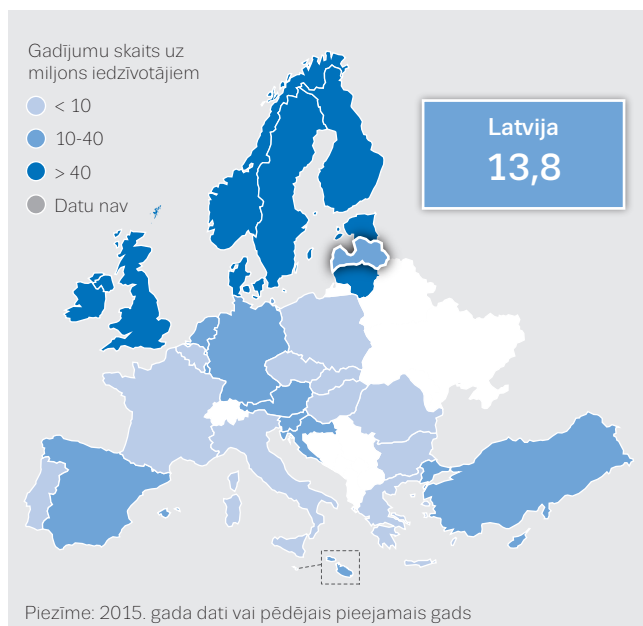 Gadījumu skaits uz
miljons iedzīvotājiem
< 10
10-40
> 40
Datu nav
Latvija
13,8
Piezīme: 2015. gada dati vai pēdējais pieejamais gads